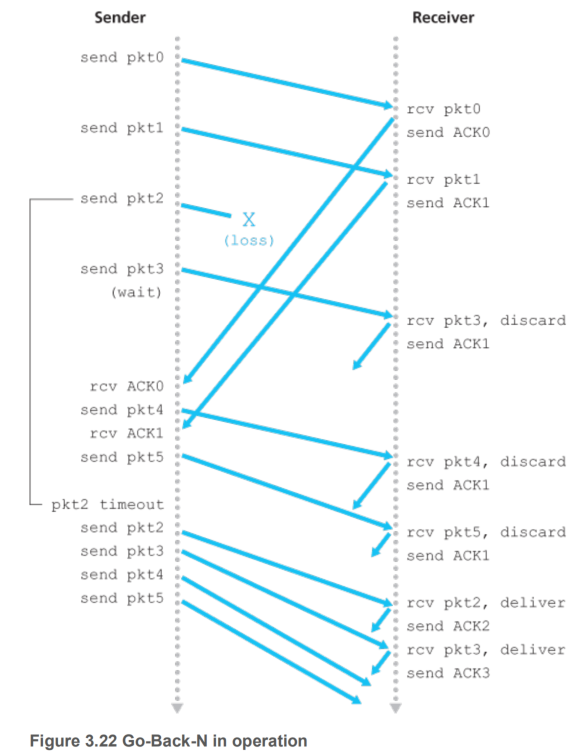 Sender
Receiver
send pkt0
rcv pkt0
send ACK0
send pkt1
rcv pkt1
send ACK1
send pkt2
X
(loss)
send pkt3
(wait)
rcv pkt3, discard
send ACK1
rcv ACK0
send pkt4
rcv ACK1
send pkt5
rcv pkt4, discard
send ACK1
pkt2 timeout
send pkt2
send pkt3
send pkt4
send pkt5
rcv pkt5, discard
send ACK1
rcv pkt2, deliver
send ACK2
rcv pkt3, deliver
send ACK3
Figure 3.22 Go-Back-N in operation